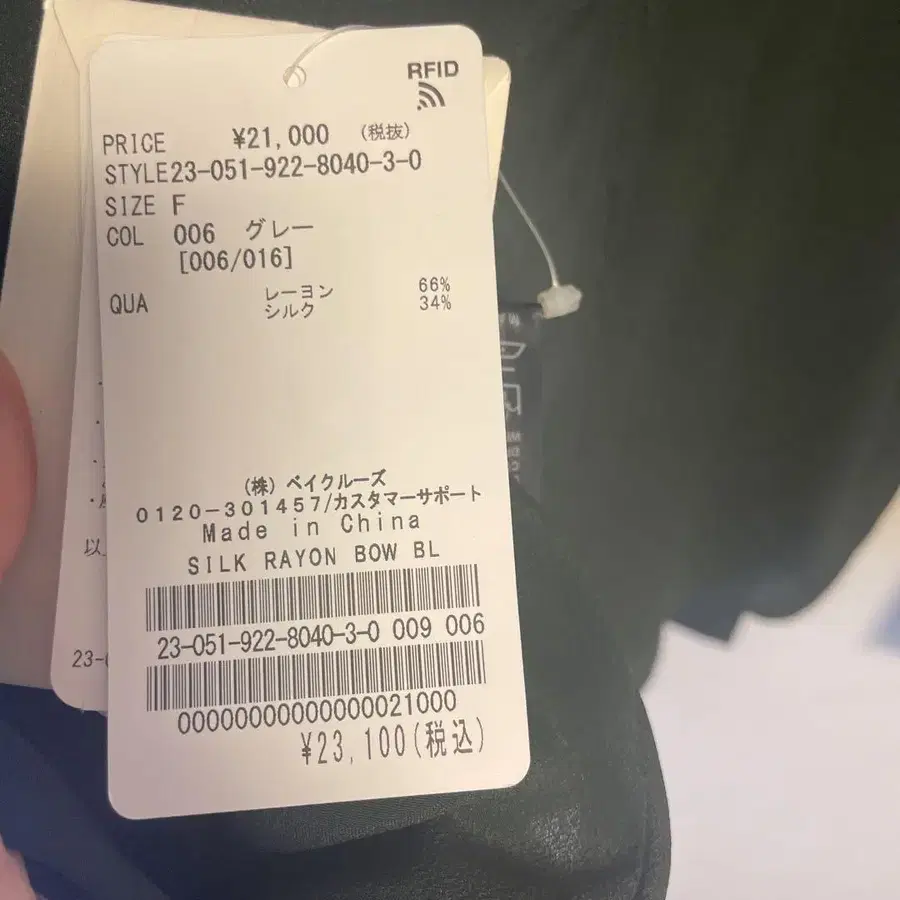 RFID
PRICE ¥21,000 (税抜)
STYLE23-051-922-8040-3-0
SIZE F
COL 006 グレー
[006/016]
QUA レーヨン 66%
シルク 34%
(株) ベイクルーズ
0120-301457/カスタマーサポート
Made in China
SILK RAYON BOW BL
23-051-922-8040-3-0 009 006
00000000000000021000
¥23,100(税込)
以
23-